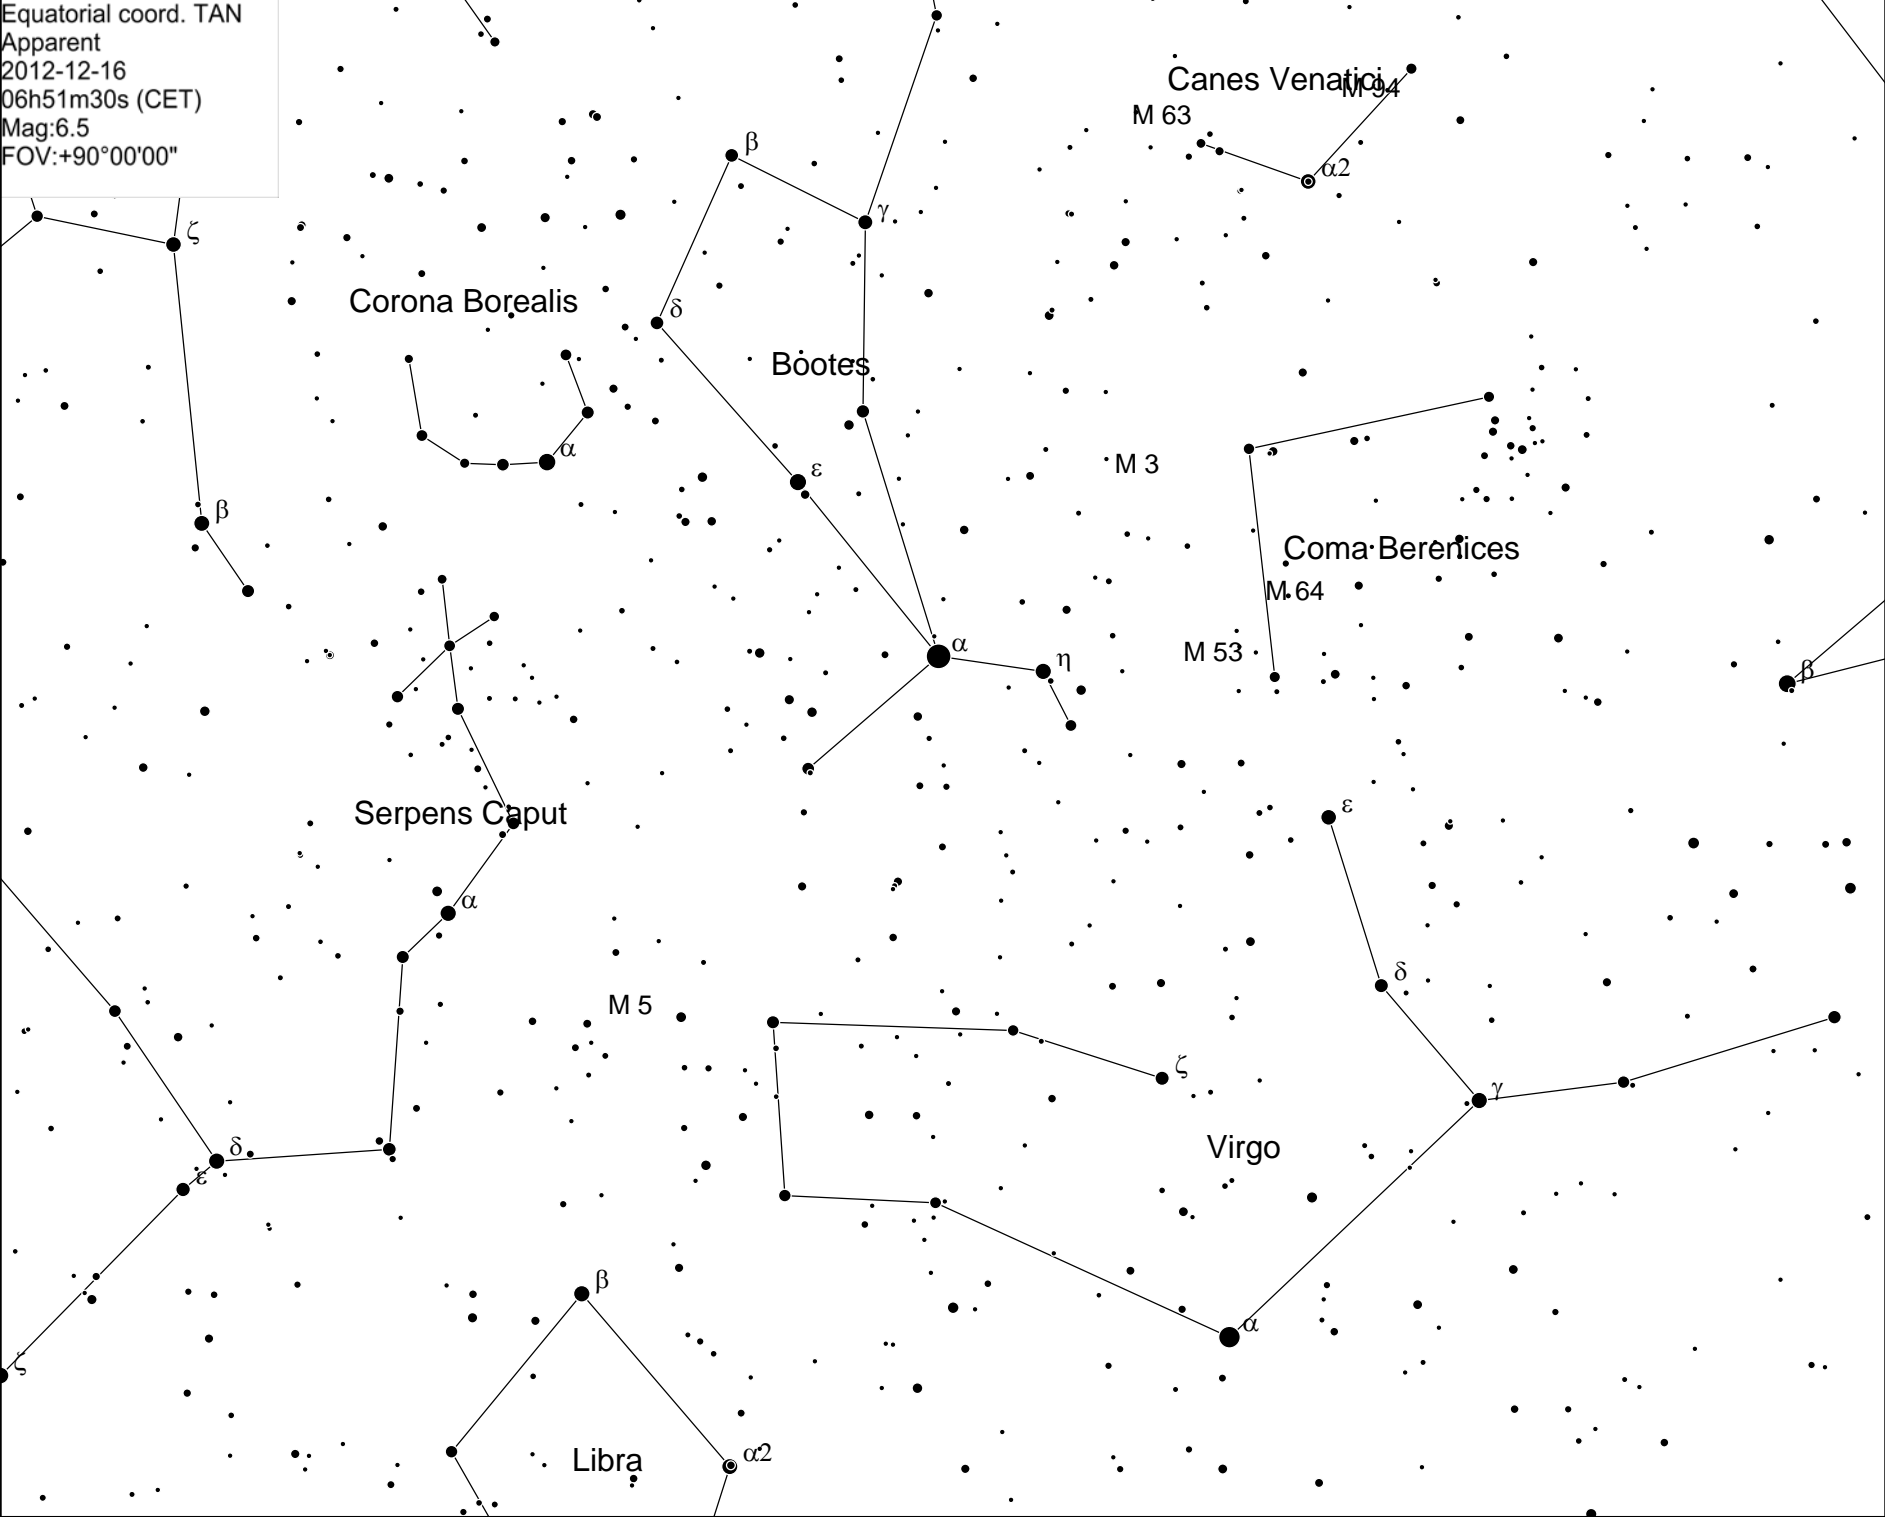 Equatorial coord. TAN
Apparent
2012-12-16
06h51m30s (CET)
Mag:6.5
FOV:+90°00'00"
Canes Venatici
M 94
M 63
α2
β
γ
ζ
Corona Borealis
δ
Bootes
α
ε
M 3
β
Coma Berenices
M 64
α
η
M 53
β
Serpens Caput
ε
α
δ
M 5
ζ
γ
δ
Virgo
ε
β
α
ζ
Libra
α2